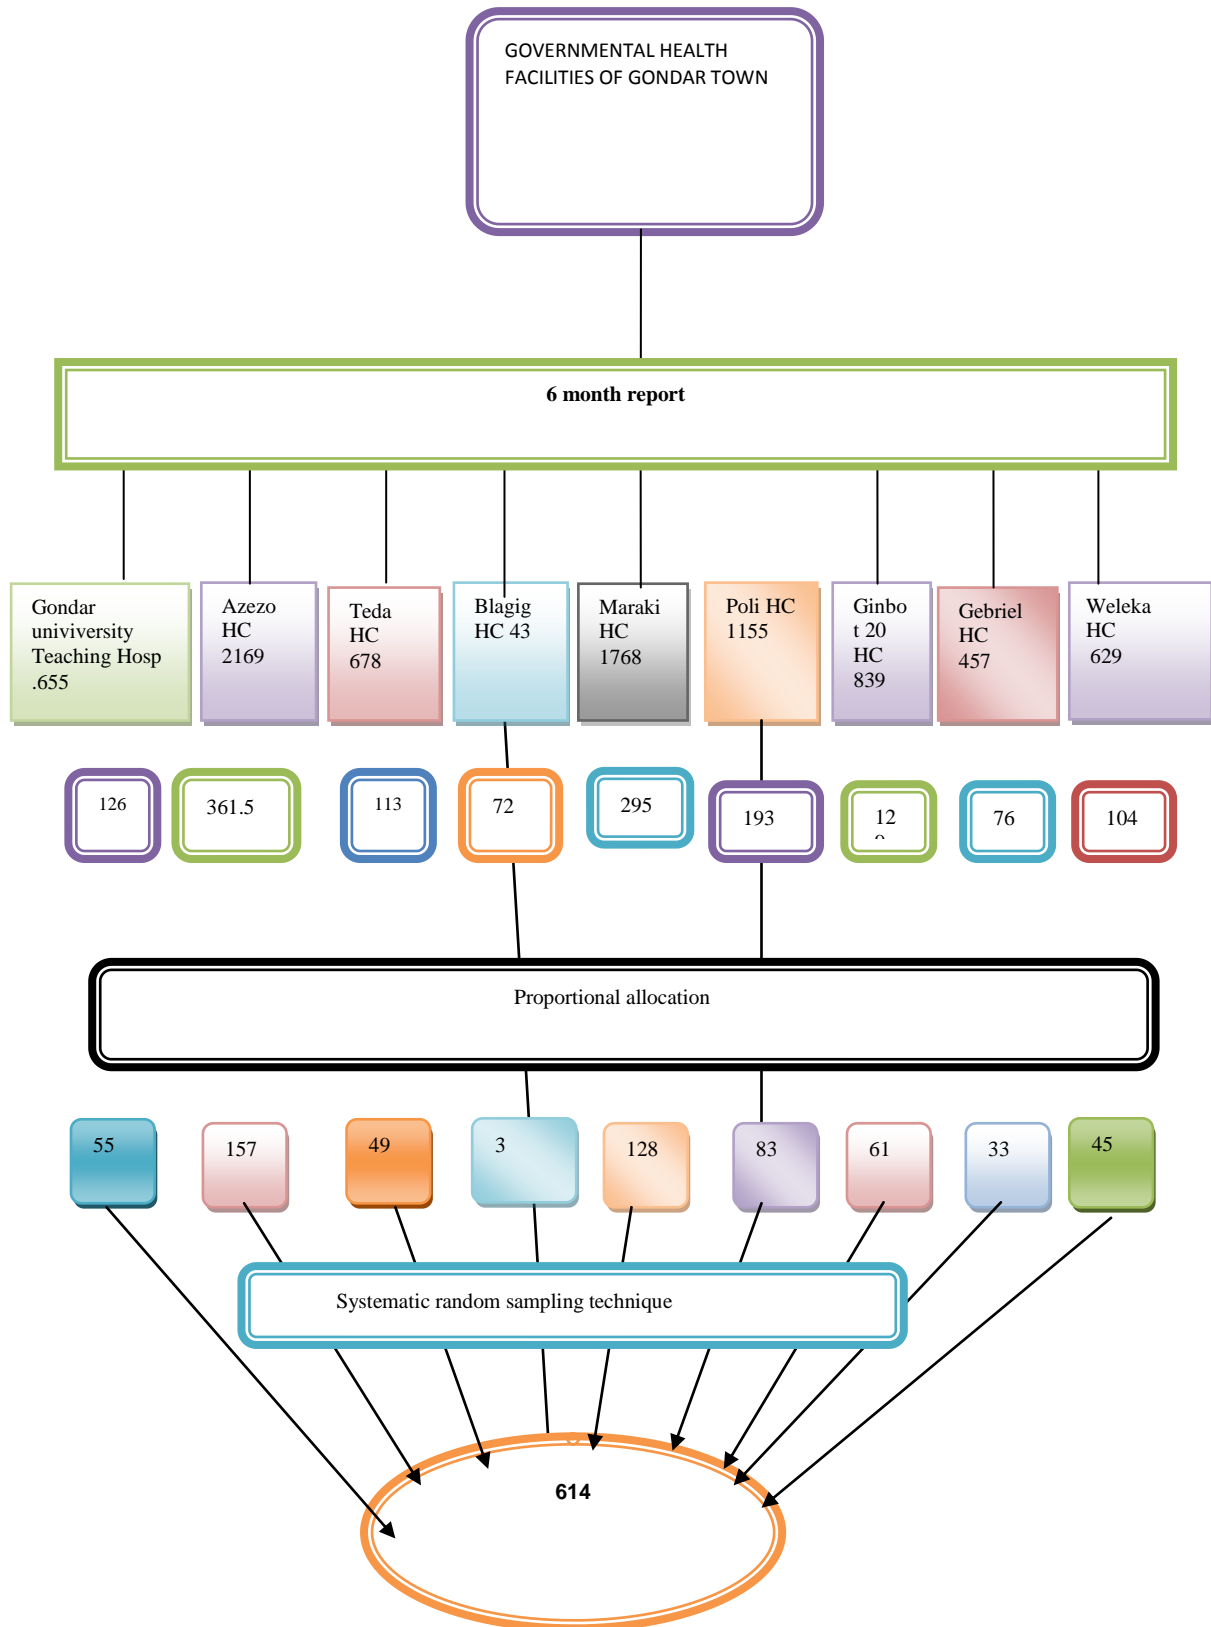 GOVERNMENTAL HEALTH
FACILITIES OF GONDAR TOWN
6 month report
Gondar
univiversity
Teaching Hosp
.655
Azezo
HC
2169
Teda
HC
678
Blagig
HC 43
Maraki
HC
1768
Poli HC
1155
Ginbo
t 20
HC
839
Gebriel
HC
457
Weleka
HC
629
126
361.5
113
72
295
193
12
76
104
Proportional allocation
55
157
49
3
128
83
61
33
45
Systematic random sampling technique
614